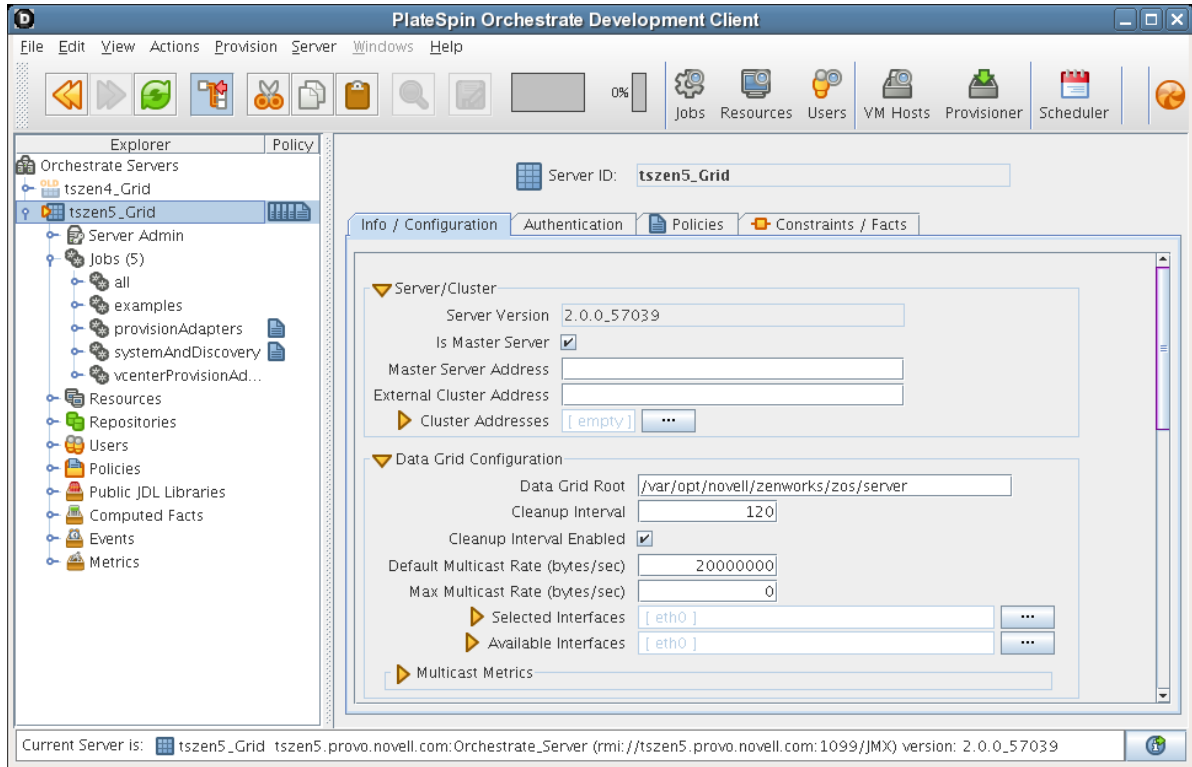 PlateSpin Orchestrate Development Client
File Edit View Actions Provision Server Windows Help
0%
Jobs Resources Users VM Hosts Provisioner Scheduler
Explorer Policy
Orchestrate Servers
OLD tszen4_Grid
tszen5_Grid
Server Admin
Jobs (5)
all
examples
provisionAdapters
systemAndDiscovery
vcenterProvisionAd...
Resources
Repositories
Users
Policies
Public JDL Libraries
Computed Facts
Events
Metrics
Server ID: tszen5_Grid
Info / Configuration Authentication Policies Constraints / Facts
Server/Cluster
Server Version 2.0.0_57039
Is Master Server
Master Server Address
External Cluster Address
Cluster Addresses [ empty ] ...
Data Grid Configuration
Data Grid Root /var/opt/novell/zenworks/zos/server
Cleanup Interval 120
Cleanup Interval Enabled
Default Multicast Rate (bytes/sec) 20000000
Max Multicast Rate (bytes/sec) 0
Selected Interfaces [ eth0 ] ...
Available Interfaces [ eth0 ] ...
Multicast Metrics
Current Server is: tszen5_Grid tszen5.provo.novell.com:Orchestrate_Server (rmi://tszen5.provo.novell.com:1099/JMX) version: 2.0.0_57039